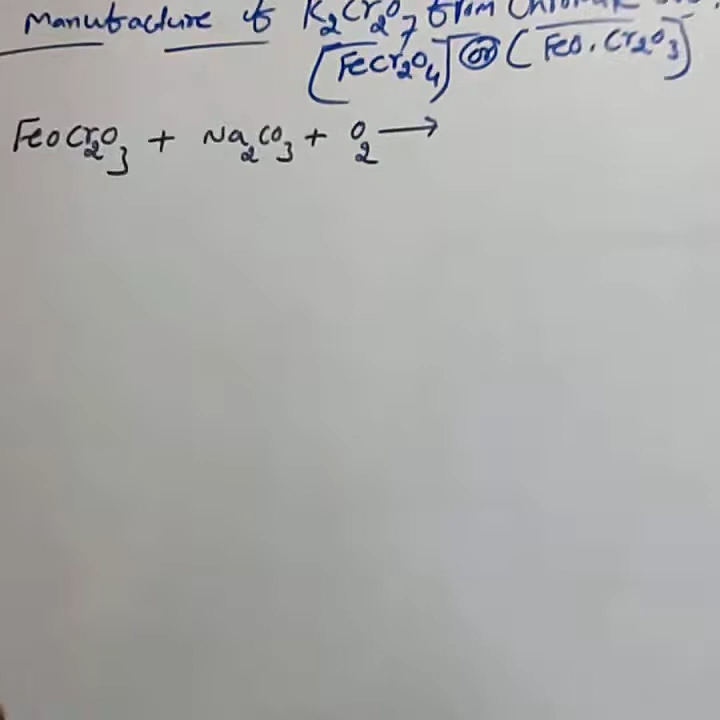 Manufacture of K₂Cr₂O₇ from
[FeCr₂O₄] or (FeO.Cr₂O₃)
FeOCr₂O₃ + Na₂CO₃ + O₂ →